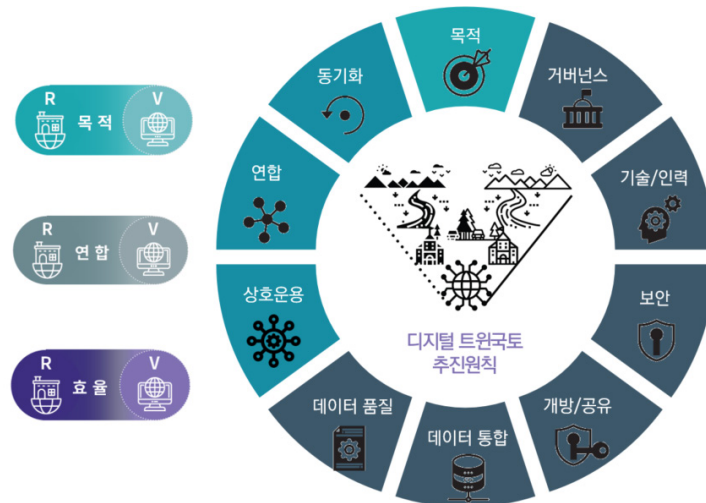 R
V
목적
R
V
연합
R
V
효율
목적
거버넌스
기술/인력
보안
개방/공유
데이터 통합
데이터 품질
상호운용
연합
동기화
디지털 트윈국토
추진원칙